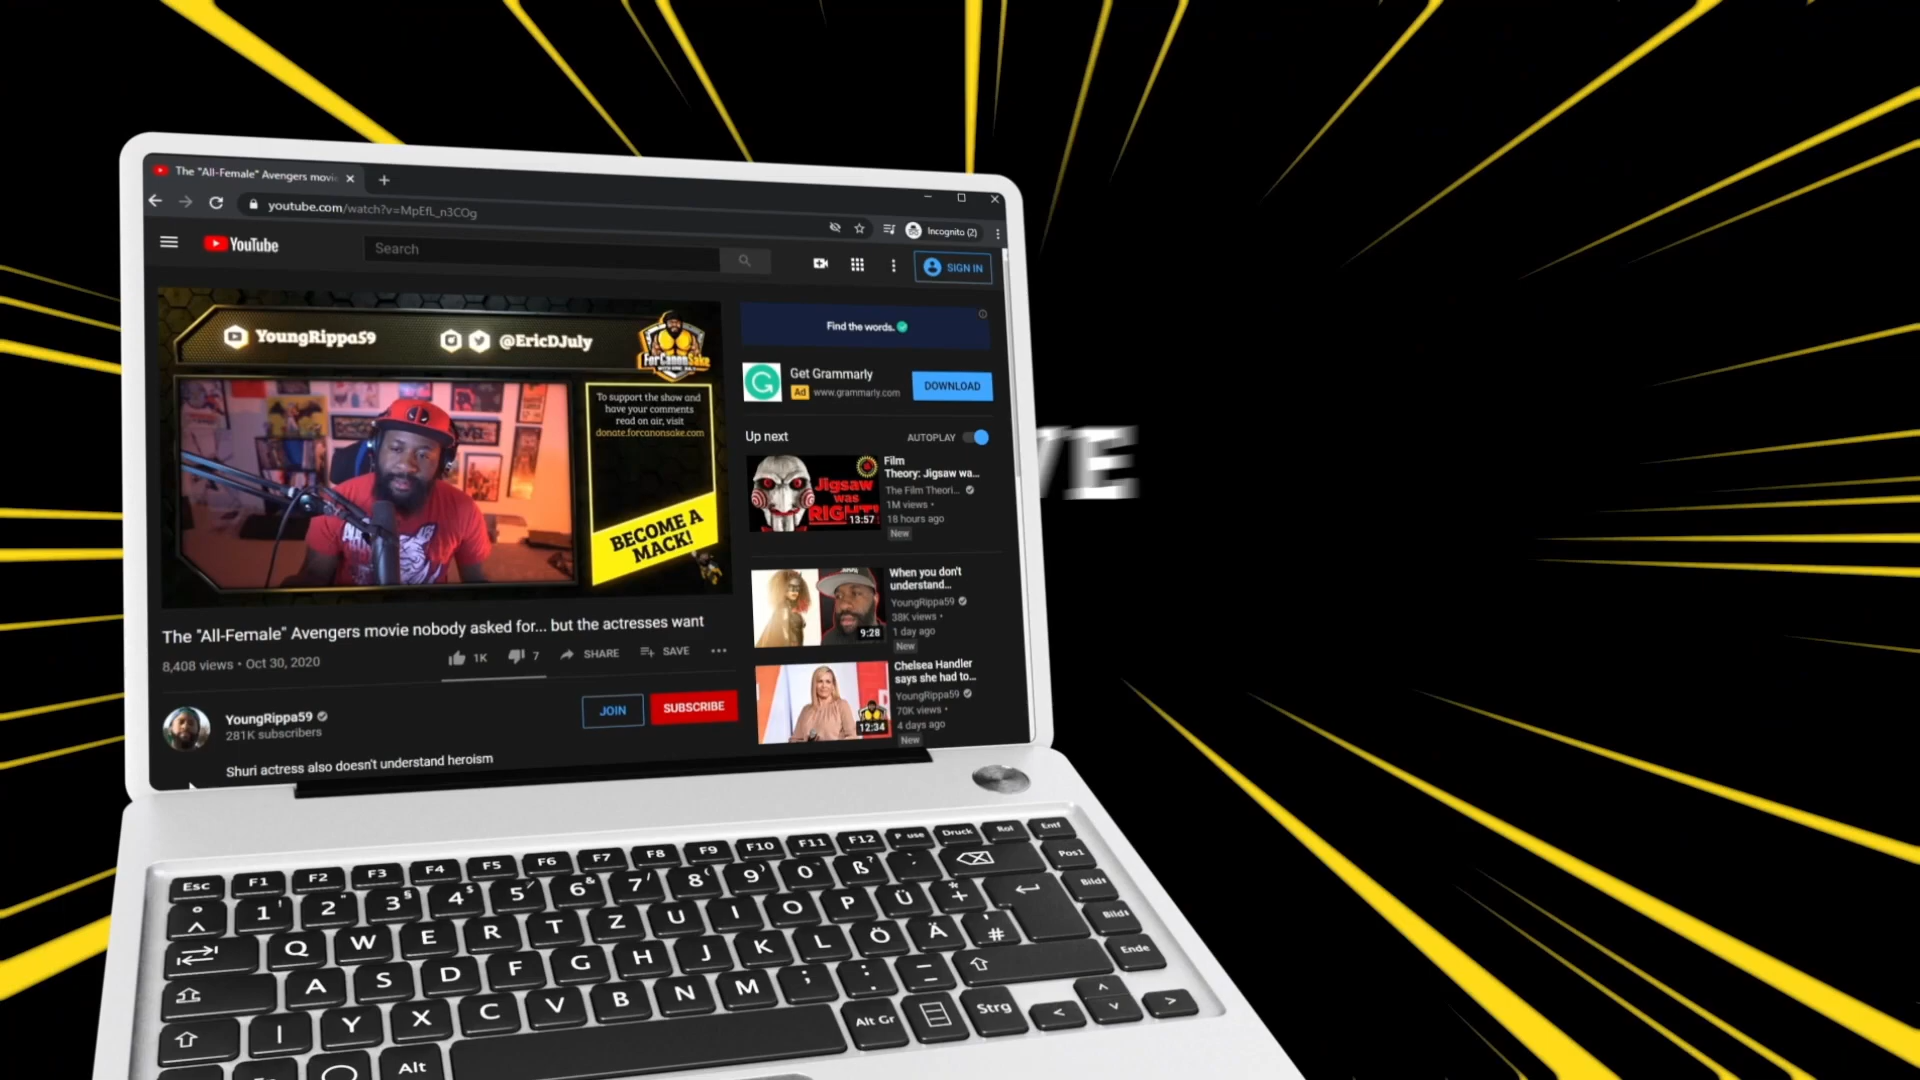 The "All-Female" Avengers movi
youtube.com/watch?v=MpEfL_n3COg
Incognito (2)
YouTube
Search
SIGN IN
YoungRippa59
@EricDJuly
ForCanonSake
To support the show and
have your comments
read on air, visit
donate.forcanonsake.com
BECOME A
MACK!
The "All-Female" Avengers movie nobody asked for... but the actresses want
8,408 views • Oct 30, 2020
1K
7
SHARE
SAVE
YoungRippa59
281K subscribers
JOIN
SUBSCRIBE
Shuri actress also doesn't understand heroism
Find the words.
Get Grammarly
Ad www.grammarly.com
DOWNLOAD
Up next
AUTOPLAY
Jigsaw
was
RIGHT!
13:57
Film
Theory: Jigsaw wa...
The Film Theori...
1M views •
18 hours ago
New
9:28
When you don't
understand...
YoungRippa59
38K views •
1 day ago
New
12:34
Chelsea Handler
says she had to...
YoungRippa59
70K views •
4 days ago
New
VE
Esc F1 F2 F3 F4 F5 F6 F7 F8 F9 F10 F11 F12 Druck Rol Entf
° ^ 1 ! 2 " 3 § 4 $ 5 6 & 7 / 8 ( 9 ) 0 ß ? Pos1
Q W E R T Z U I O P Ü + * Bild
A S D F G H J K L Ö Ä # ' Bild
Y X C V B N M ; : _ Ende
Alt Alt Gr Strg < ^ v >